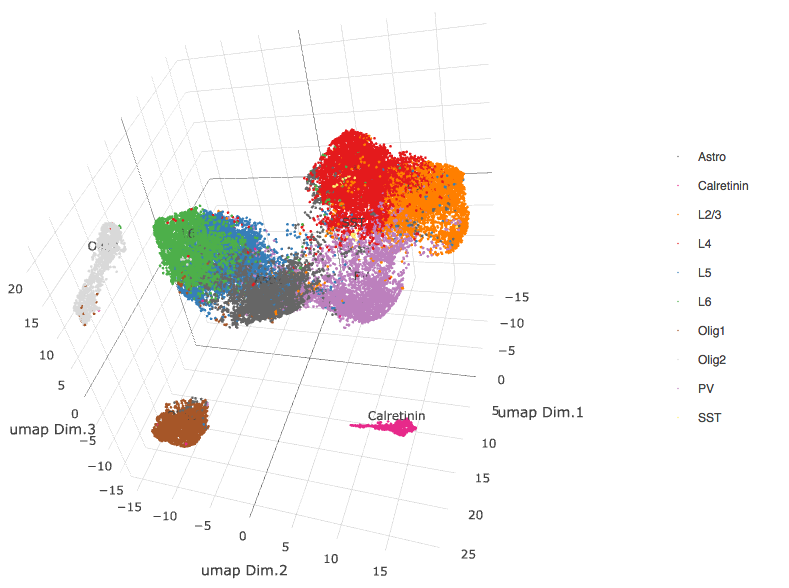 Astro
Calretinin
L2/3
L4
L5
L6
Olig1
Olig2
PV
SST
O
20
15
10
5
0
−5
−10
−15
umap Dim.3
−15
−10
−5
0
5
10
15
umap Dim.2
−15
−10
−5
0
5
10
15
20
25
umap Dim.1
Calretinin